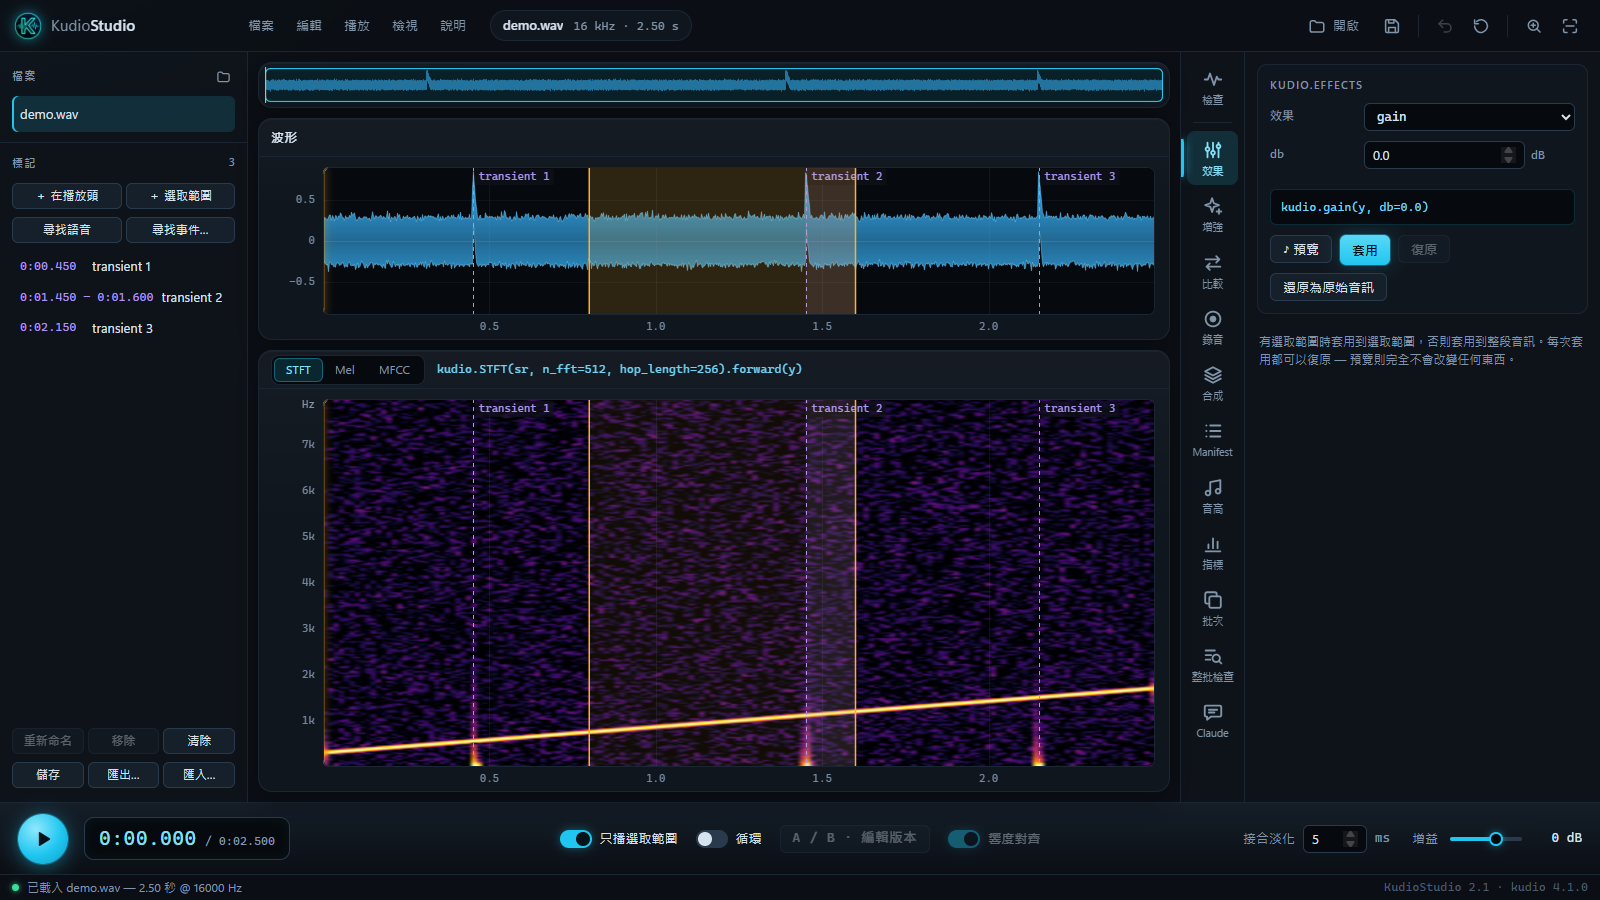 KudioStudio
檔案 編輯 播放 檢視 說明
demo.wav 16 kHz · 2.50 s
開啟
檔案
demo.wav
標記 3
+ 在播放頭 + 選取範圍
尋找語音 尋找事件...
0:00.450 transient 1
0:01.450 – 0:01.600 transient 2
0:02.150 transient 3
重新命名 移除 清除
儲存 匯出... 匯入...
波形
transient 1 transient 2 transient 3
0.5
0
−0.5
0.5 1.0 1.5 2.0
STFT Mel MFCC kudio.STFT(sr, n_fft=512, hop_length=256).forward(y)
Hz
transient 1 transient 2 transient 3
7k
6k
5k
4k
3k
2k
1k
0.5 1.0 1.5 2.0
檢查
效果
增強
比較
錄音
合成
Manifest
音高
指標
批次
整批檢查
Claude
KUDIO.EFFECTS
效果 gain
db 0.0 dB
kudio.gain(y, db=0.0)
♪ 預覽 套用 復原
還原為原始音訊
有選取範圍時套用到選取範圍，否則套用到整段音訊。每次套
用都可以復原 — 預覽則完全不會改變任何東西。
0:00.000 / 0:02.500
只播選取範圍 循環 A / B · 編輯版本 響度對齊
接合淡化 5 ms 增益 0 dB
已載入 demo.wav — 2.50 秒 @ 16000 Hz
KudioStudio 2.1 · kudio 4.1.0